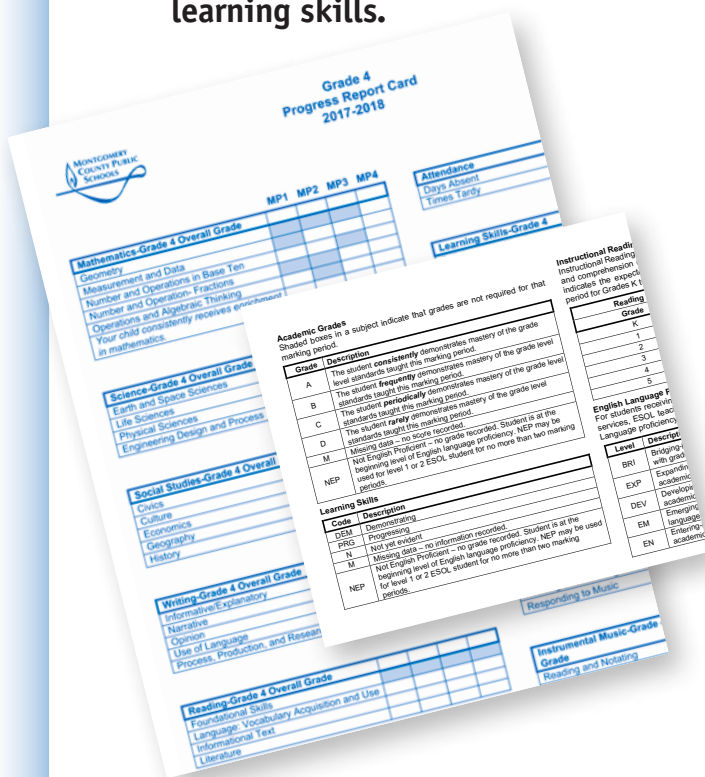 learning skills.
Grade 4
Progress Report Card
2017-2018
MONTGOMERY
COUNTY PUBLIC
SCHOOLS
MP1 MP2 MP3 MP4
Mathematics-Grade 4 Overall Grade
Geometry
Measurement and Data
Number and Operations in Base Ten
Number and Operation- Fractions
Operations and Algebraic Thinking
Your child consistently receives enrichment
in mathematics.
Attendance
Days Absent
Times Tardy
Learning Skills-Grade 4
Science-Grade 4 Overall Grade
Earth and Space Sciences
Life Sciences
Physical Sciences
Engineering Design and Process
Social Studies-Grade 4 Overall
Civics
Culture
Economics
Geography
History
Writing-Grade 4 Overall Grade
Informative/Explanatory
Narrative
Opinion
Use of Language
Process, Production, and Resear
Reading-Grade 4 Overall Grade
Foundational Skills
Language: Vocabulary Acquisition and Use
Informational Text
Literature
Responding to Music
Instrumental Music-Grade
Grade
Reading and Notating
Academic Grades
Shaded boxes in a subject indicate that grades are not required for that
marking period.
Grade Description
A The student consistently demonstrates mastery of the grade
level standards taught this marking period.
B The student frequently demonstrates mastery of the grade level
standards taught this marking period.
C The student periodically demonstrates mastery of the grade level
standards taught this marking period.
D The student rarely demonstrates mastery of the grade level
standards taught this marking period.
M Missing data – no score recorded.
NEP Not English Proficient – no grade recorded. Student is at the
beginning level of English language proficiency. NEP may be
used for level 1 or 2 ESOL student for no more than two marking
periods.
Learning Skills
Code Description
DEM Demonstrating
PRG Progressing
N Not yet evident
M Missing data – no information recorded.
NEP Not English Proficient – no grade recorded. Student is at the
beginning level of English language proficiency. NEP may be used
for level 1 or 2 ESOL student for no more than two marking
periods.
Instructional Readin
Instructional Reading
and comprehension
indicates the expect
period for Grades K t
Reading
Grade
K
1
2
3
4
5
English Language P
For students receivin
services, ESOL teac
Language proficiency
Level Descript
BRI Bridging-
with grad
EXP Expandin
academic
DEV Developi
academic
EM Emerging
language
EN Entering-
academic